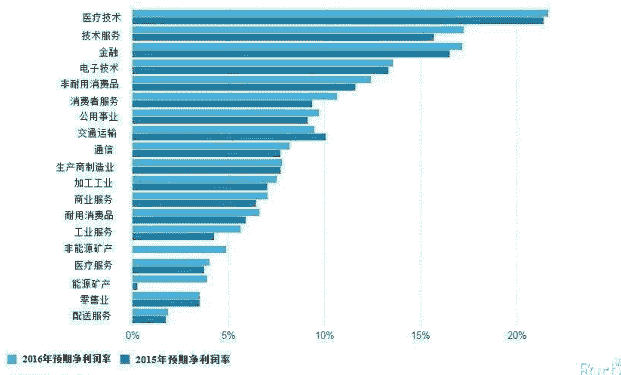 医疗技术
技术服务
金融
电子技术
非耐用消费品
消费者服务
公用事业
交通运输
通信
生产商制造业
加工工业
商业服务
耐用消费品
工业服务
非能源矿产
医疗服务
能源矿产
零售业
配送服务
0% 5% 10% 15% 20%
2016年预期净利润率 2015年预期净利润率